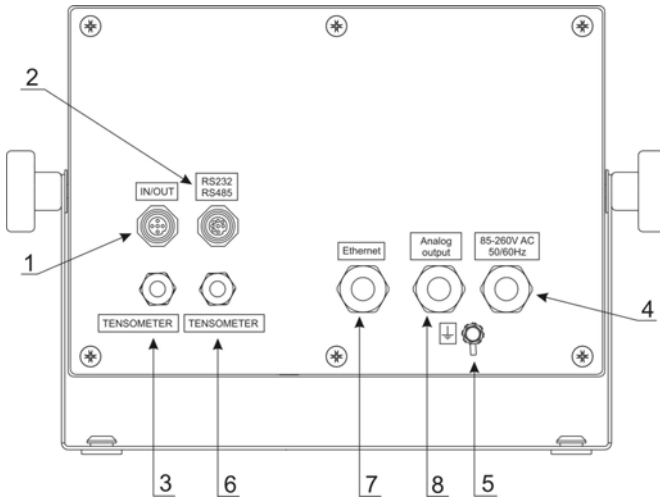 2
RS232
RS485
IN/OUT
1
Ethernet
Analog
output
85-260V AC
50/60Hz
4
TENSOMETER
TENSOMETER
3
6
7
8
5